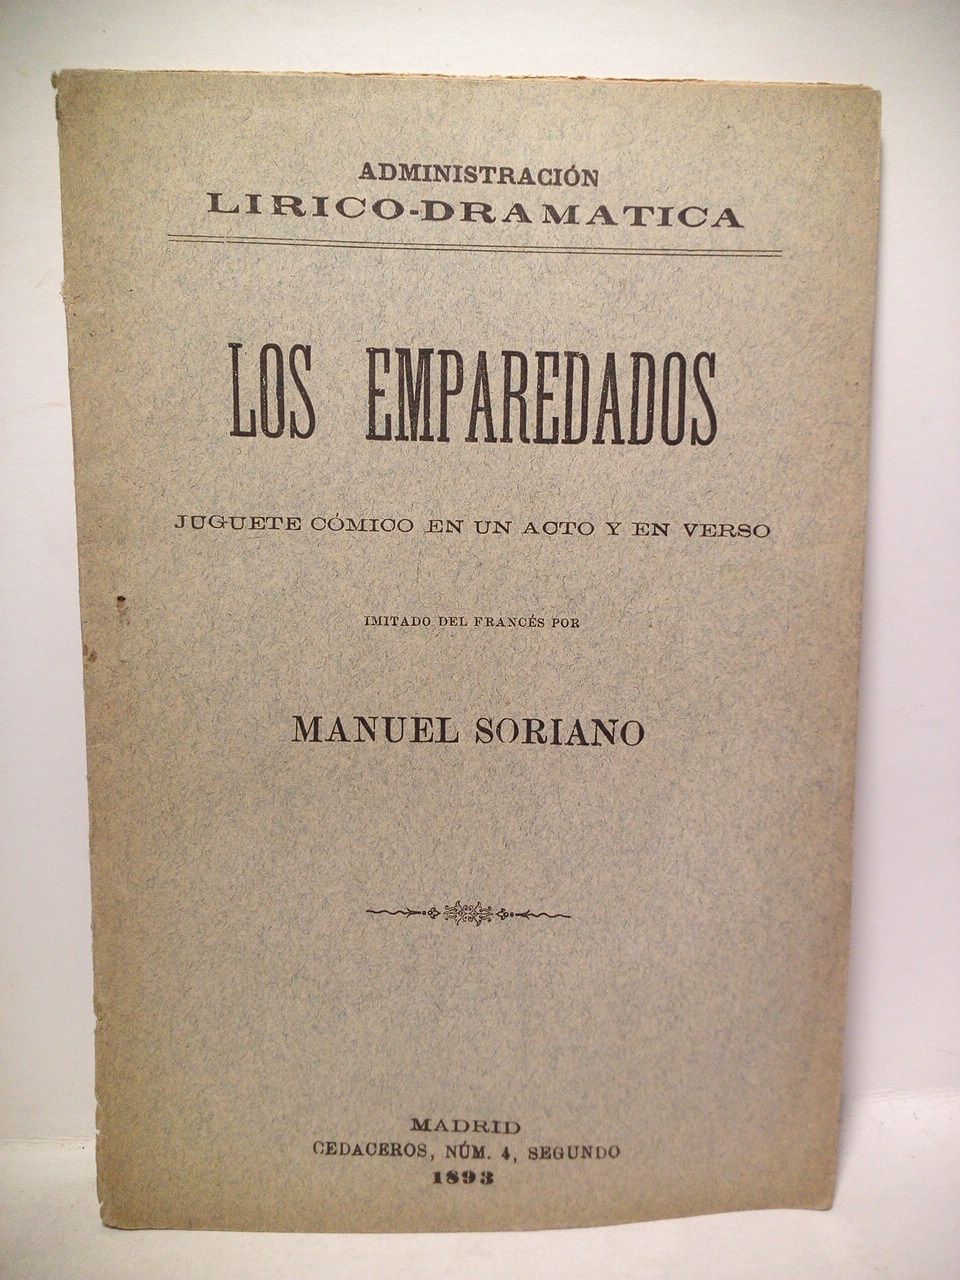 ADMINISTRACIÓN
LIRICO-DRAMATICA
LOS EMPAREDADOS
JUGUETE CÓMICO EN UN ACTO Y EN VERSO
IMITADO DEL FRANCÉS POR
MANUEL SORIANO
MADRID
CEDACEROS, NÚM. 4, SEGUNDO
1893